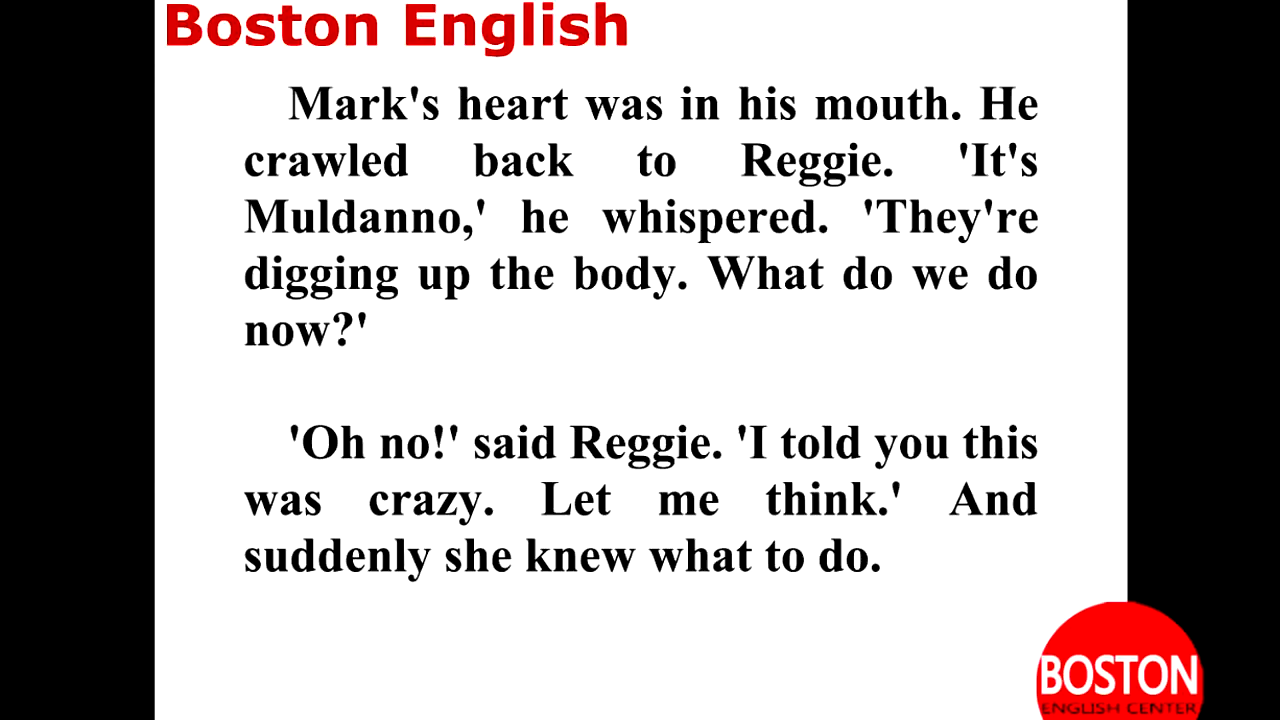 Boston English
Mark's heart was in his mouth. He
crawled back to Reggie. 'It's
Muldanno,' he whispered. 'They're
digging up the body. What do we do
now?'
'Oh no!' said Reggie. 'I told you this
was crazy. Let me think.' And
suddenly she knew what to do.
BOSTON
ENGLISH CENTER